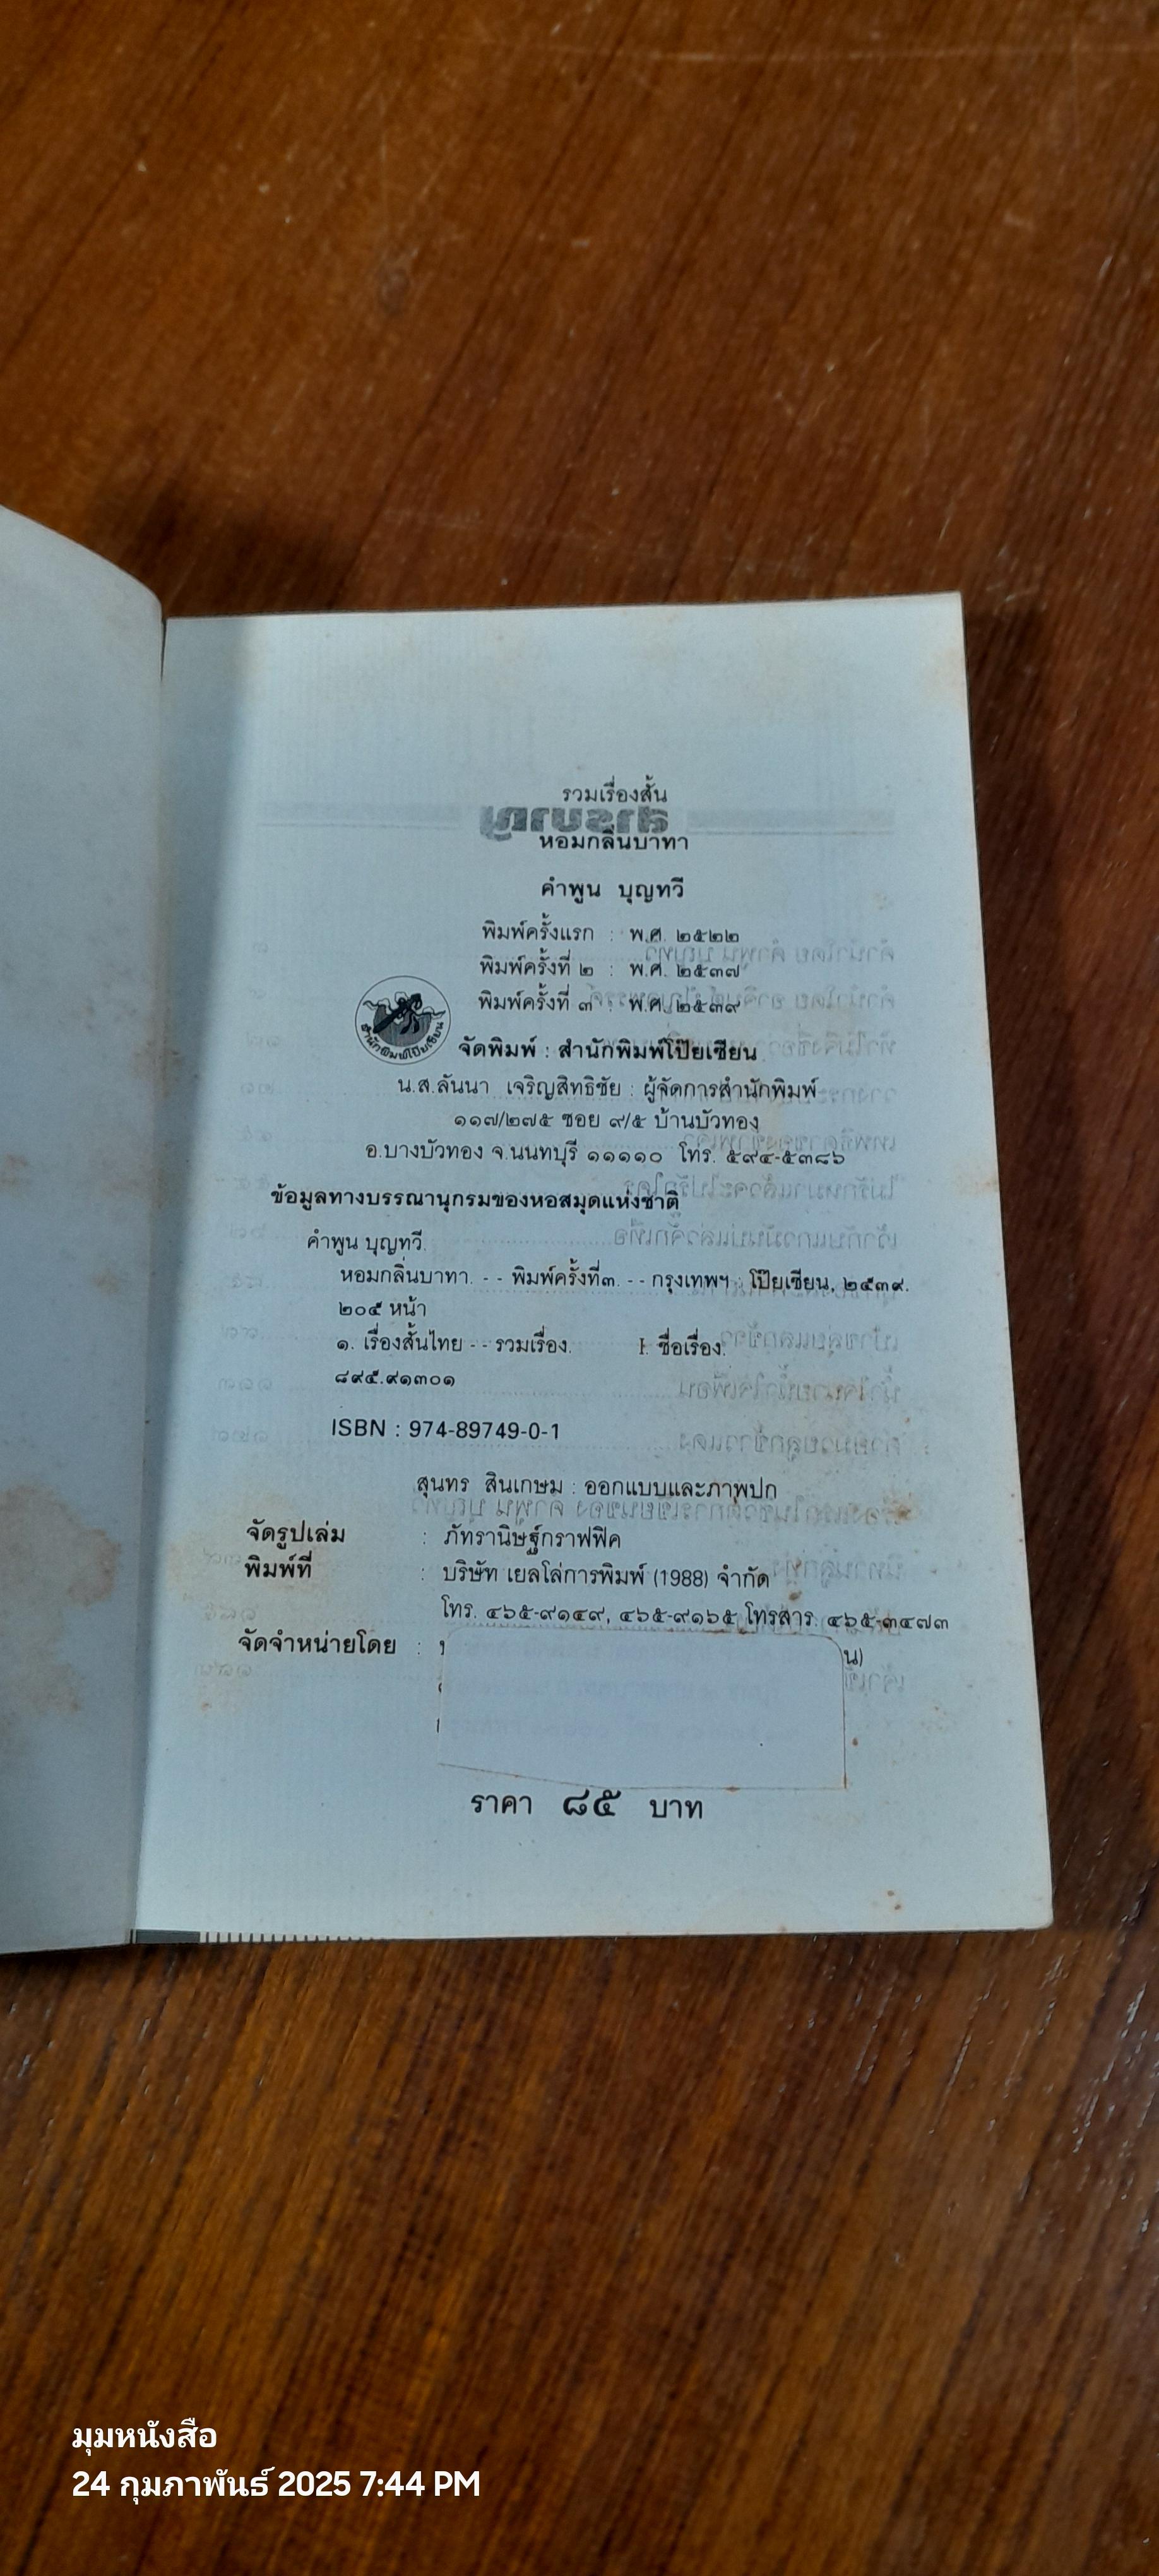 รวมเรื่องสั้น
หอมกลิ่นบาทา
คำพูน บุญทวี
พิมพ์ครั้งแรก : พ.ศ. ๒๕๒๒
พิมพ์ครั้งที่ ๒ : พ.ศ. ๒๕๓๗
พิมพ์ครั้งที่ ๓ : พ.ศ. ๒๕๓๙
สำนักพิมพ์โป๊ยเซียน
จัดพิมพ์ : สำนักพิมพ์โป๊ยเซียน
น.ส.ลันนา เจริญสิทธิชัย : ผู้จัดการสำนักพิมพ์
๑๑๗/๒๗๕ ซอย ๙/๕ บ้านบัวทอง
อ.บางบัวทอง จ.นนทบุรี ๑๑๑๑๐ โทร. ๕๙๔-๕๓๘๖
ข้อมูลทางบรรณานุกรมของหอสมุดแห่งชาติ
คำพูน บุญทวี.
หอมกลิ่นบาทา. - - พิมพ์ครั้งที่๓. - - กรุงเทพฯ : โป๊ยเซียน, ๒๕๓๙.
๒๐๕ หน้า
๑. เรื่องสั้นไทย - - รวมเรื่อง. I. ชื่อเรื่อง.
๘๙๕.๙๑๓๐๑
ISBN : 974-89749-0-1
สุนทร สินเกษม : ออกแบบและภาพปก
จัดรูปเล่ม : ภัทรานิษฐ์กราฟฟิค
พิมพ์ที่ : บริษัท เยลโล่การพิมพ์ (1988) จำกัด
โทร. ๔๖๕-๙๑๔๙, ๔๖๕-๙๑๖๕ โทรสาร. ๔๖๕-๓๔๗๓
จัดจำหน่ายโดย :
ราคา ๘๕ บาท
มุมหนังสือ
24 กุมภาพันธ์ 2025 7:44 PM